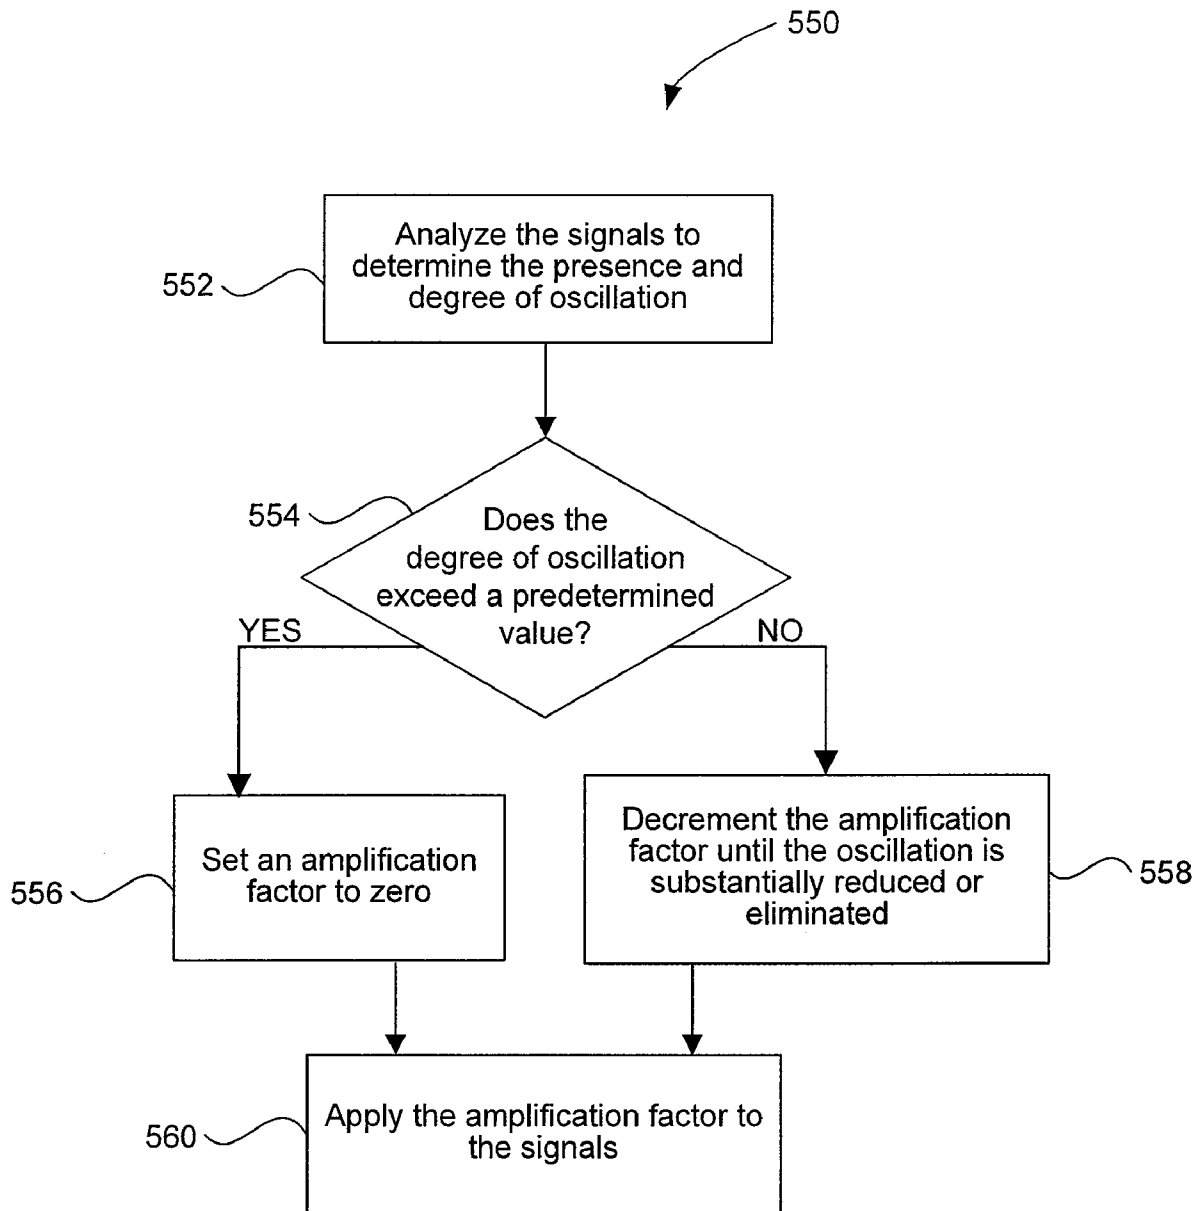 550
Analyze the signals to
determine the presence and
degree of oscillation
552
554
Does the
degree of oscillation
exceed a predetermined
value?
YES
NO
Set an amplification
factor to zero
556
Decrement the amplification
factor until the oscillation is
substantially reduced or
eliminated
558
Apply the amplification factor to
the signals
560